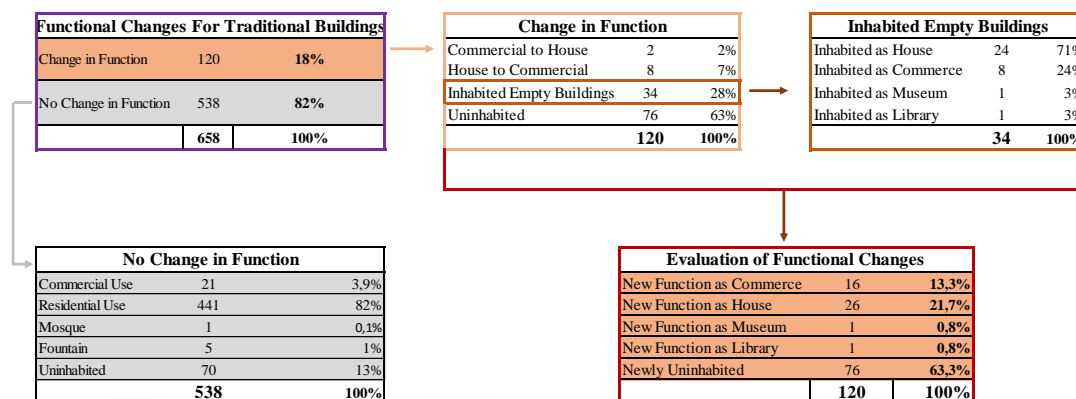 Functional Changes For Traditional Buildings
Change in Function 120 18%
No Change in Function 538 82%
658 100%
Change in Function
Commercial to House 2 2%
House to Commercial 8 7%
Inhabited Empty Buildings 34 28%
Uninhabited 76 63%
120 100%
Inhabited Empty Buildings
Inhabited as House 24 71%
Inhabited as Commerce 8 24%
Inhabited as Museum 1 3%
Inhabited as Library 1 3%
34 100%
No Change in Function
Commercial Use 21 3,9%
Residential Use 441 82%
Mosque 1 0,1%
Fountain 5 1%
Uninhabited 70 13%
538 100%
Evaluation of Functional Changes
New Function as Commerce 16 13,3%
New Function as House 26 21,7%
New Function as Museum 1 0,8%
New Function as Library 1 0,8%
Newly Uninhabited 76 63,3%
120 100%